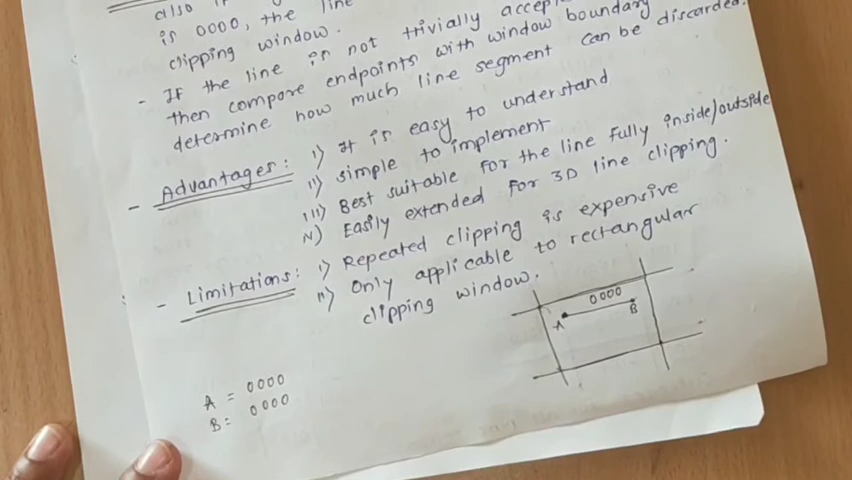 also if
is 0000, the line
clipping window.
- If the line is not trivially accep
then compare endpoints with window boundary
determine how much line segment can be discarded.
- Advantages: i) It is easy to understand
ii) simple to implement
iii) Best suitable for the line fully inside/outside
iv) Easily extended for 3D line clipping.
- Limitations: i) Repeated clipping is expensive
ii) Only applicable to rectangular
clipping window.
0000
A B
A = 0000
B = 0000